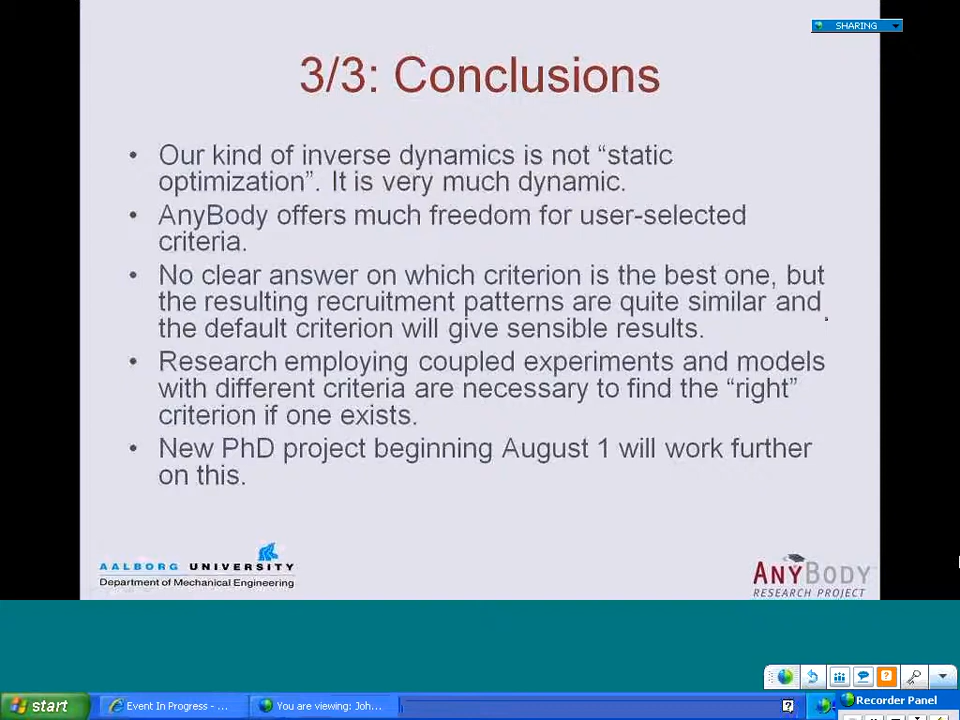 SHARING
3/3: Conclusions
• Our kind of inverse dynamics is not “static
optimization”. It is very much dynamic.
• AnyBody offers much freedom for user-selected
criteria.
• No clear answer on which criterion is the best one, but
the resulting recruitment patterns are quite similar and
the default criterion will give sensible results.
• Research employing coupled experiments and models
with different criteria are necessary to find the “right”
criterion if one exists.
• New PhD project beginning August 1 will work further
on this.
AALBORG UNIVERSITY
Department of Mechanical Engineering
ANYBODY
RESEARCH PROJECT
start
Event In Progress - ...
You are viewing: Joh...
Recorder Panel